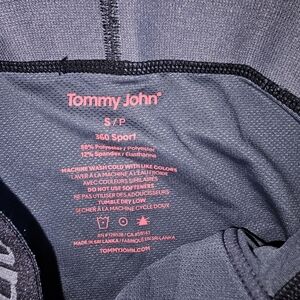 Tommy John
S / P
360 Sport
88% Polyester / Polyester
12% Spandex / Élasthanne
MACHINE WASH COLD WITH LIKE COLORS
LAVER À LA MACHINE À L'EAU FROIDE
AVEC COULEURS SIMILAIRES
DO NOT USE SOFTENERS
NE PAS UTILISER D'ASSOUPLISSANTS
TUMBLE DRY LOW
SÉCHER À LA MACHINE CYCLE DOUX
MADE IN SRI LANKA / FABRIQUÉ EN SRI LANKA
TOMMYJOHN.COM